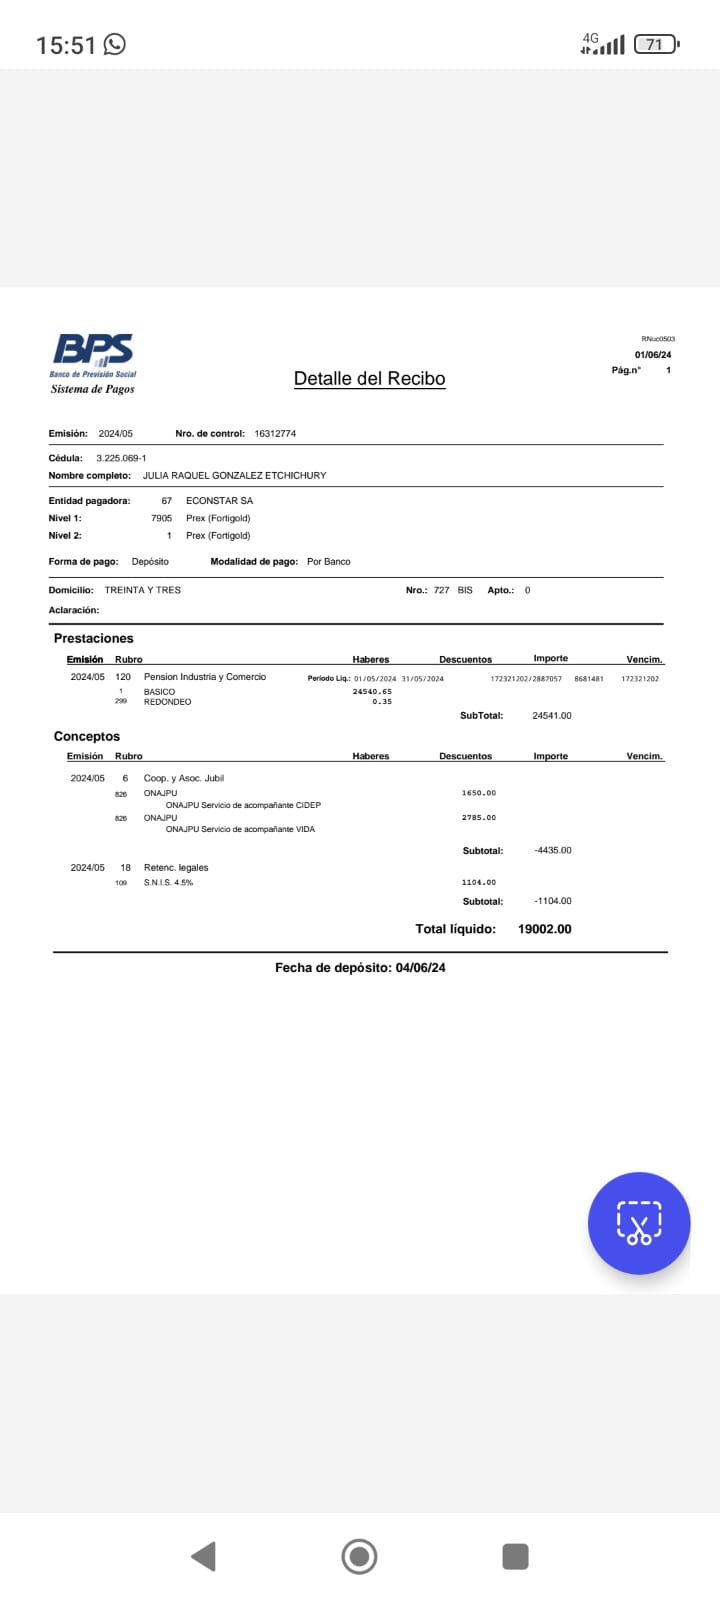 15:51
4G
71
BPS
Banco de Previsión Social
Sistema de Pagos
Detalle del Recibo
RNuc0503
01/06/24
Pág.nº 1
Emisión: 2024/05 Nro. de control: 16312774
Cédula: 3.225.069-1
Nombre completo: JULIA RAQUEL GONZALEZ ETCHICHURY
Entidad pagadora: 67 ECONSTAR SA
Nivel 1: 7905 Prex (Fortigold)
Nivel 2: 1 Prex (Fortigold)
Forma de pago: Depósito Modalidad de pago: Por Banco
Domicilio: TREINTA Y TRES Nro.: 727 BIS Apto.: 0
Aclaración:
Prestaciones
Emisión Rubro Haberes Descuentos Importe Vencim.
2024/05 120 Pension Industria y Comercio Período Liq.: 01/05/2024 31/05/2024 172321202/2887057 8681481 172321202
1 BASICO 24540.65
299 REDONDEO 0.35
SubTotal: 24541.00
Conceptos
Emisión Rubro Haberes Descuentos Importe Vencim.
2024/05 6 Coop. y Asoc. Jubil
826 ONAJPU 1650.00
ONAJPU Servicio de acompañante CIDEP
826 ONAJPU 2785.00
ONAJPU Servicio de acompañante VIDA
Subtotal: -4435.00
2024/05 18 Retenc. legales
109 S.N.I.S. 4.5% 1104.00
Subtotal: -1104.00
Total líquido: 19002.00
Fecha de depósito: 04/06/24